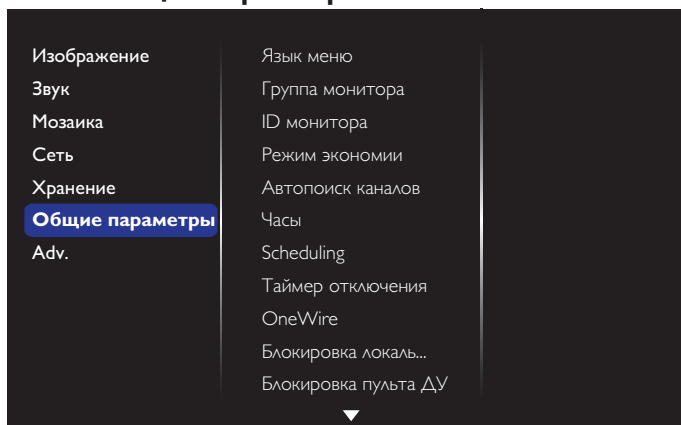 Изображение
Звук
Мозаика
Сеть
Хранение
Общие параметры
Adv.
Язык меню
Группа монитора
ID монитора
Режим экономии
Автопоиск каналов
Часы
Scheduling
Таймер отключения
OneWire
Блокировка локаль...
Блокировка пульта ДУ